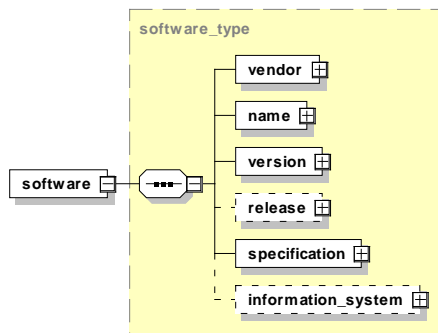 software_type
vendor
name
version
software
release
specification
information_system